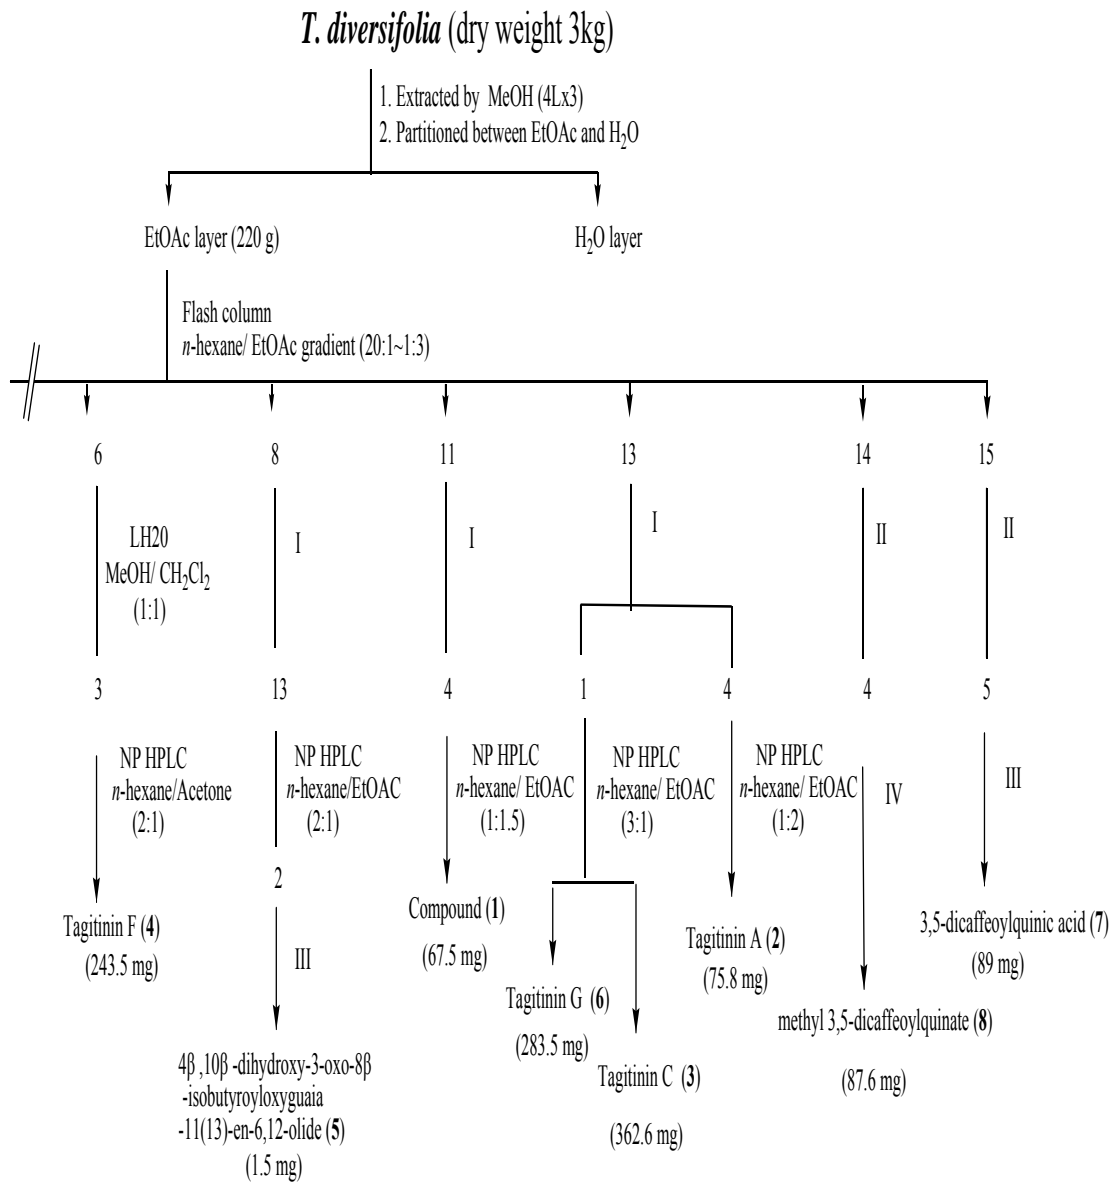 T. diversifolia (dry weight 3kg)
1. Extracted by MeOH (4Lx3)
2. Partitioned between EtOAc and H2O
EtOAc layer (220 g)
H2O layer
Flash column
n-hexane/ EtOAc gradient (20:1~1:3)
6
8
11
13
14
15
LH20
MeOH/ CH2Cl2
(1:1)
I
I
I
II
II
3
13
4
1
4
4
5
NP HPLC
n-hexane/Acetone
(2:1)
NP HPLC
n-hexane/EtOAC
(2:1)
NP HPLC
n-hexane/ EtOAC
(1:1.5)
NP HPLC
n-hexane/ EtOAC
(3:1)
NP HPLC
n-hexane/ EtOAC
(1:2)
IV
III
2
Tagitinin F (4)
(243.5 mg)
III
4β ,10β -dihydroxy-3-oxo-8β
-isobutyroyloxyguaia
-11(13)-en-6,12-olide (5)
(1.5 mg)
Compound (1)
(67.5 mg)
Tagitinin G (6)
(283.5 mg)
Tagitinin C (3)
(362.6 mg)
Tagitinin A (2)
(75.8 mg)
methyl 3,5-dicaffeoylquinate (8)
(87.6 mg)
3,5-dicaffeoylquinic acid (7)
(89 mg)